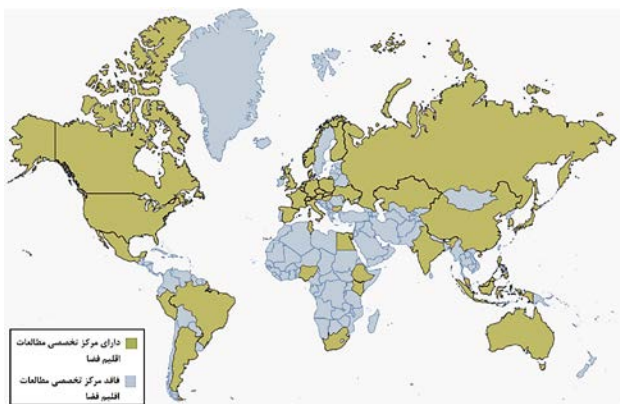 دارای مرکز تخصصی مطالعات
اقلیم فضا
فاقد مرکز تخصصی مطالعات
اقلیم فضا